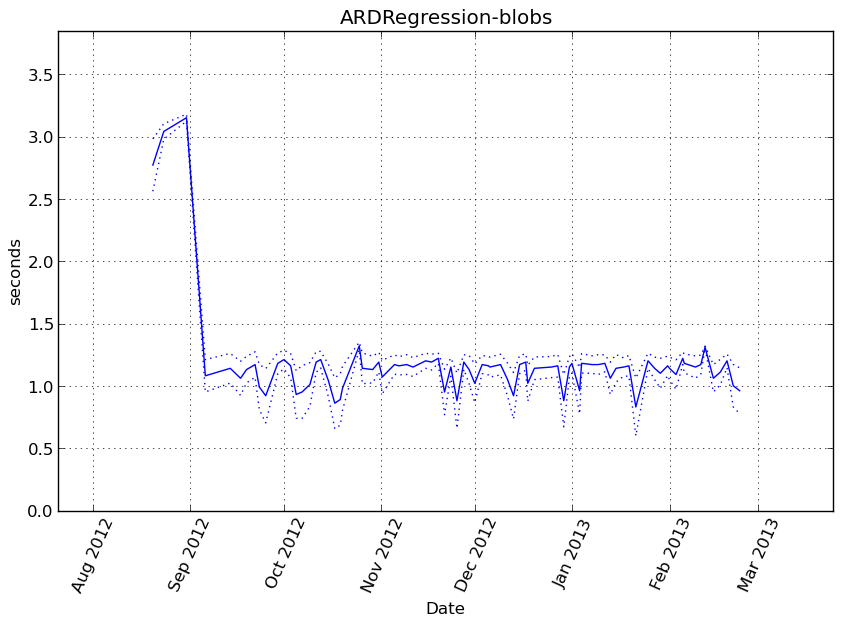 ARDRegression-blobs
3.5
3.0
2.5
2.0
1.5
1.0
0.5
0.0
seconds
Aug 2012
Sep 2012
Oct 2012
Nov 2012
Dec 2012
Jan 2013
Feb 2013
Mar 2013
Date